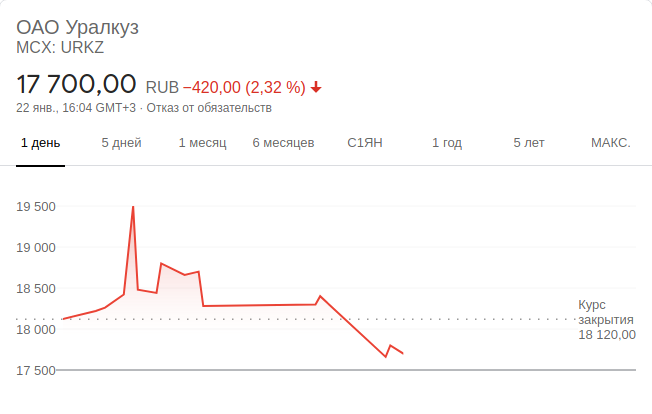 ОАО Уралкуз
MCX: URKZ
17 700,00 RUB −420,00 (2,32 %)
22 янв., 16:04 GMT+3 · Отказ от обязательств
1 день 5 дней 1 месяц 6 месяцев С1ЯН 1 год 5 лет МАКС.
19 500
19 000
18 500
18 000
17 500
Курс
закрытия
18 120,00